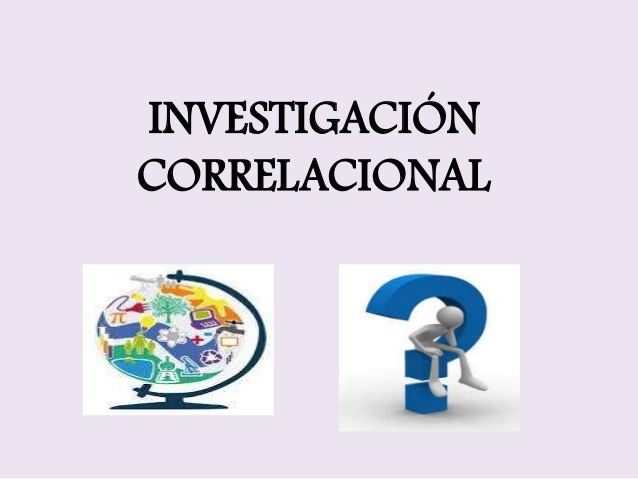 INVESTIGACIÓN
CORRELACIONAL
π